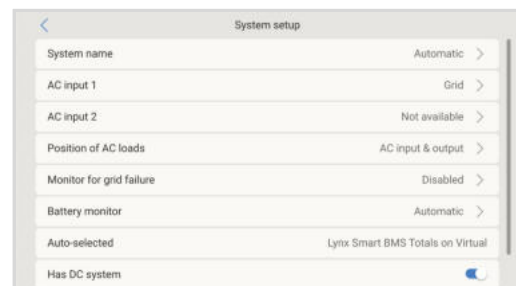 System setup
System name Automatic
AC input 1 Grid
AC input 2 Not available
Position of AC loads AC input & output
Monitor for grid failure Disabled
Battery monitor Automatic
Auto-selected Lynx Smart BMS Totals on Virtual
Has DC system